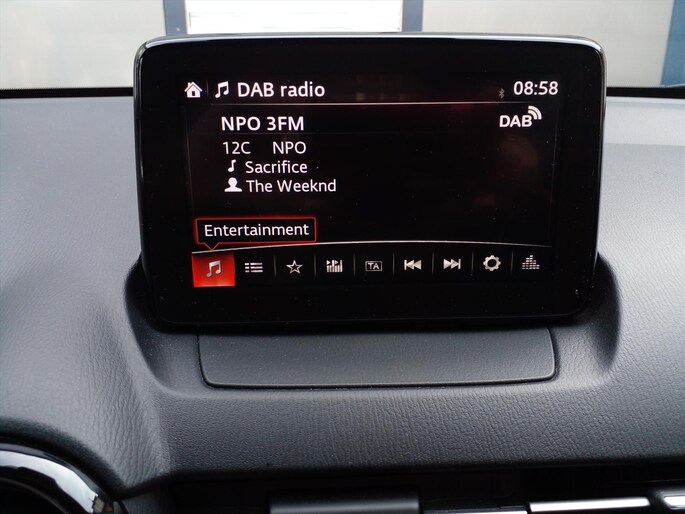 DAB radio 08:58
NPO 3FM DAB
12C NPO
Sacrifice
The Weeknd
Entertainment
TA